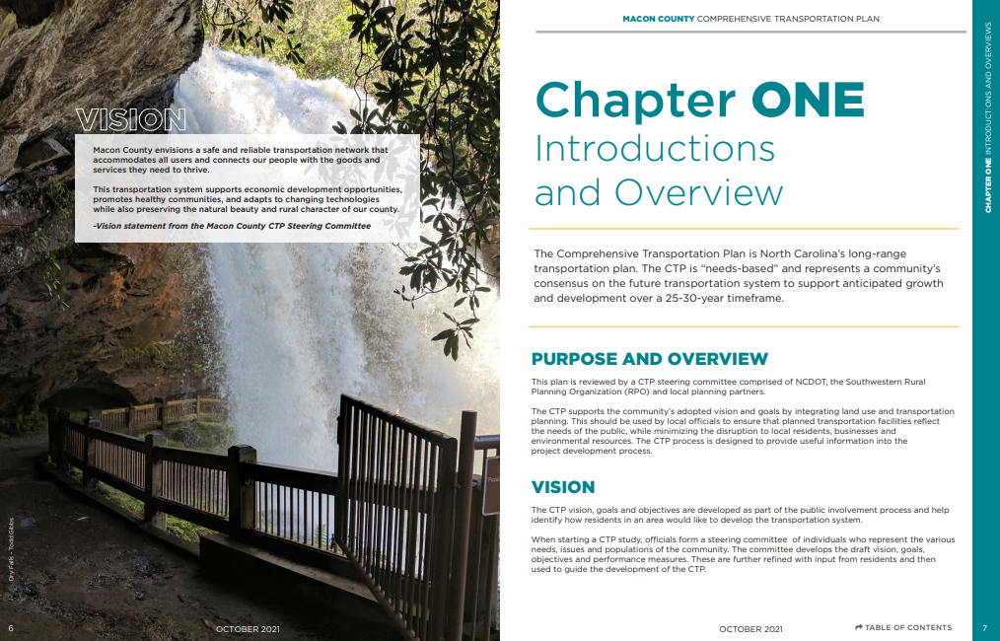 VISION
Macon County envisions a safe and reliable transportation network that
accommodates all users and connects our people with the goods and
services they need to thrive.
This transportation system supports economic development opportunities,
promotes healthy communities, and adapts to changing technologies
while also preserving the natural beauty and rural character of our county.
-Vision statement from the Macon County CTP Steering Committee
Dry Falls - Todd Gibbs
6
OCTOBER 2021
MACON COUNTY COMPREHENSIVE TRANSPORTATION PLAN
Chapter ONE
Introductions
and Overview
The Comprehensive Transportation Plan is North Carolina's long-range
transportation plan. The CTP is “needs-based” and represents a community's
consensus on the future transportation system to support anticipated growth
and development over a 25-30-year timeframe.
PURPOSE AND OVERVIEW
This plan is reviewed by a CTP steering committee comprised of NCDOT, the Southwestern Rural
Planning Organization (RPO) and local planning partners.
The CTP supports the community's adopted vision and goals by integrating land use and transportation
planning. This should be used by local officials to ensure that planned transportation facilities reflect
the needs of the public, while minimizing the disruption to local residents, businesses and
environmental resources. The CTP process is designed to provide useful information into the
project development process.
VISION
The CTP vision, goals and objectives are developed as part of the public involvement process and help
identify how residents in an area would like to develop the transportation system.
When starting a CTP study, officials form a steering committee of individuals who represent the various
needs, issues and populations of the community. The committee develops the draft vision, goals,
objectives and performance measures. These are further refined with input from residents and then
used to guide the development of the CTP.
OCTOBER 2021
TABLE OF CONTENTS
7
CHAPTER ONE INTRODUCTIONS AND OVERVIEWS